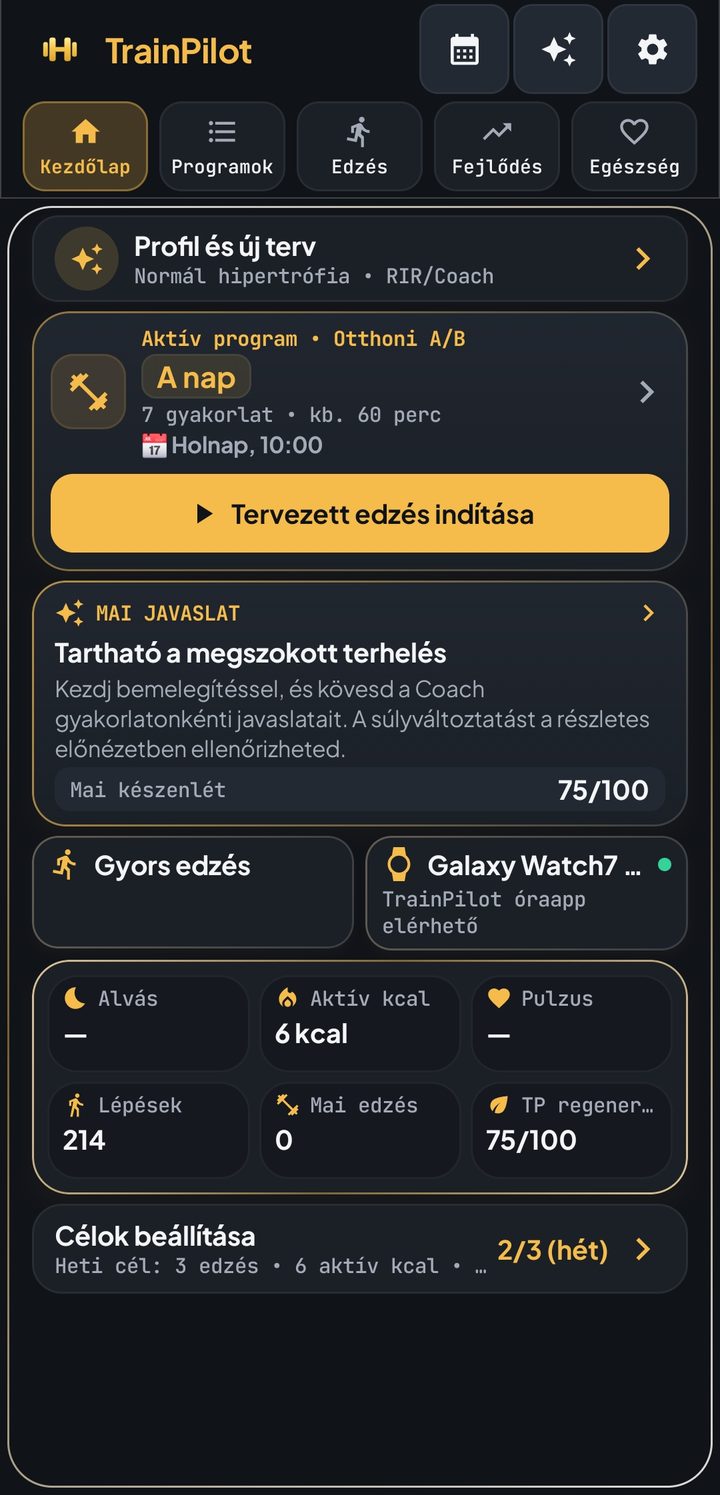 TrainPilot
Kezdőlap
Programok
Edzés
Fejlődés
Egészség
Profil és új terv
Normál hipertrófia • RIR/Coach
Aktív program • Otthoni A/B
A nap
7 gyakorlat • kb. 60 perc
📅 Holnap, 10:00
Tervezett edzés indítása
MAI JAVASLAT
Tartható a megszokott terhelés
Kezdj bemelegítéssel, és kövesd a Coach
gyakorlatonkénti javaslatait. A súlyváltoztatást a részletes
előnézetben ellenőrizheted.
Mai készenlét 75/100
Gyors edzés
Galaxy Watch7 ...
TrainPilot óraapp
elérhető
Alvás
—
Aktív kcal
6 kcal
Pulzus
—
Lépések
214
Mai edzés
0
TP regener…
75/100
Célok beállítása
Heti cél: 3 edzés • 6 aktív kcal • …
2/3 (hét)